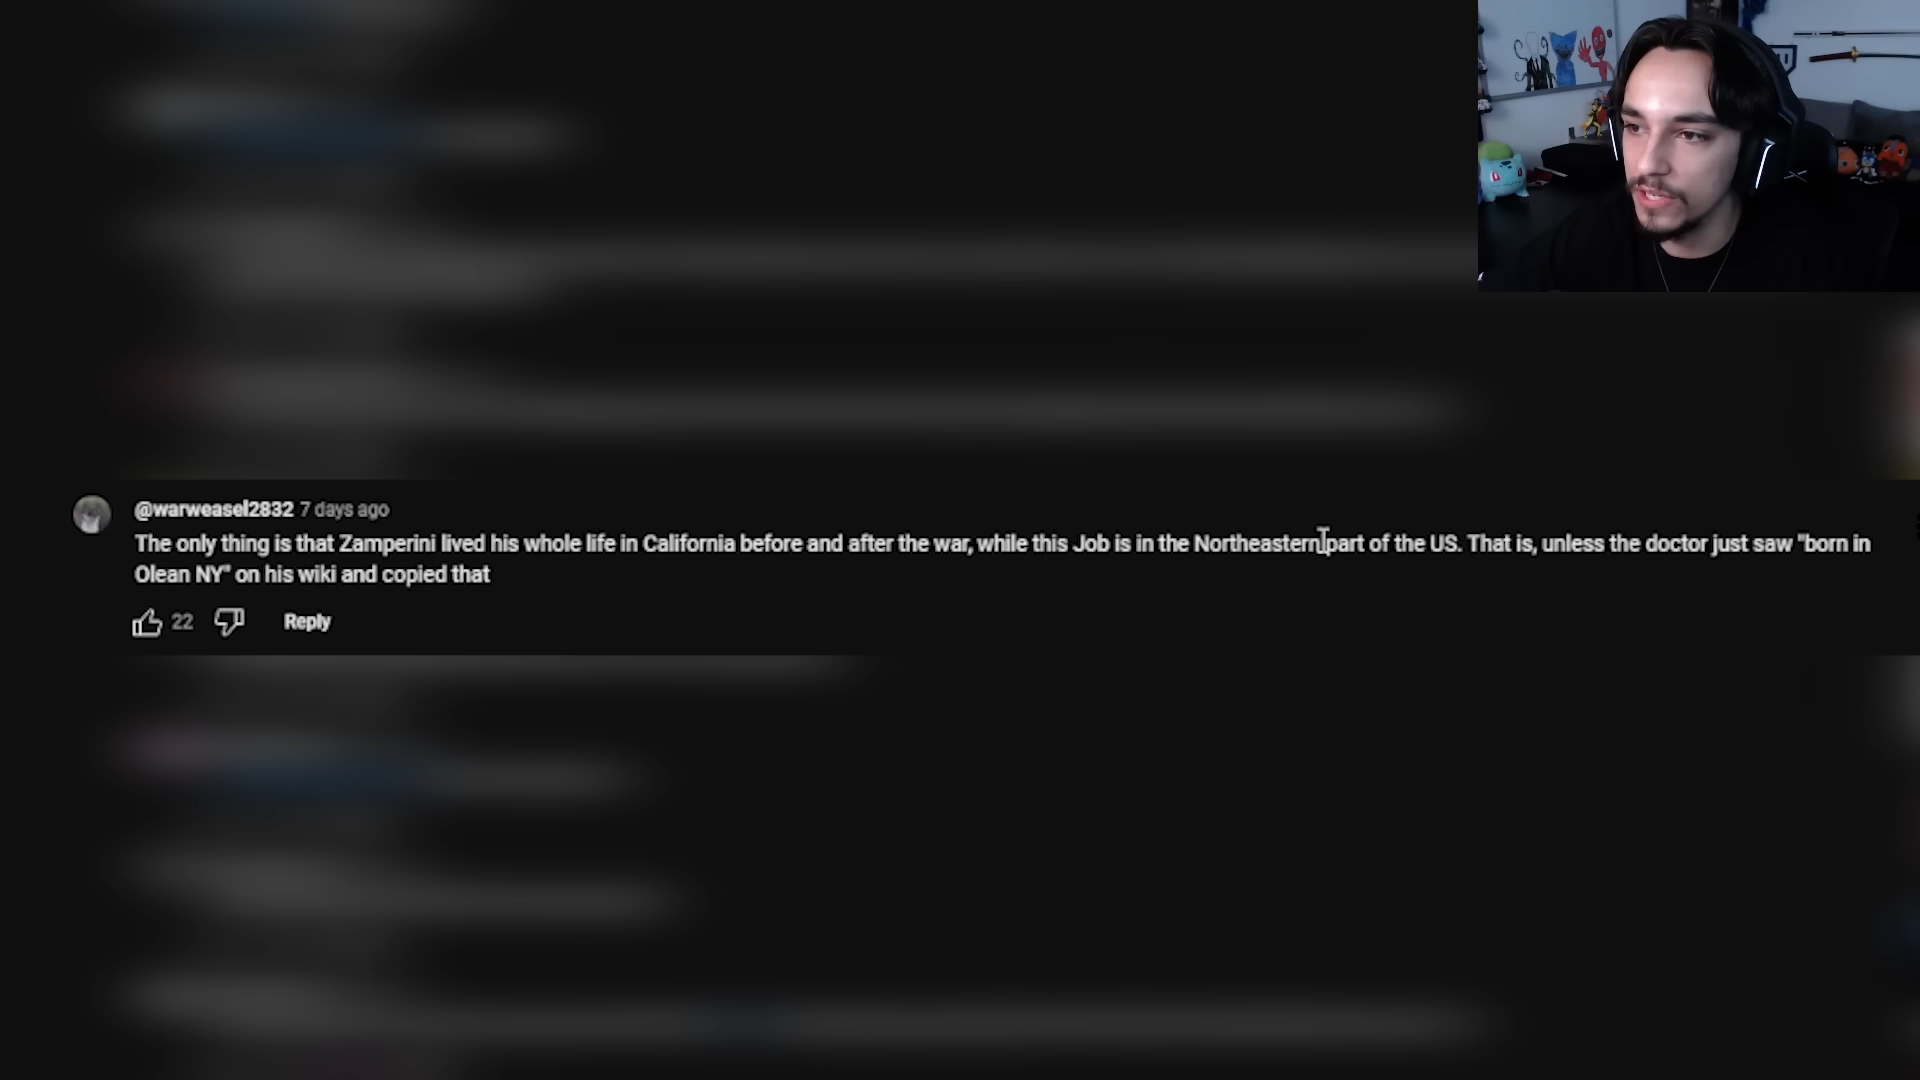 @warweasel2832 7 days ago
The only thing is that Zamperini lived his whole life in California before and after the war, while this Job is in the Northeastern part of the US. That is, unless the doctor just saw "born in
Olean NY" on his wiki and copied that
22 Reply